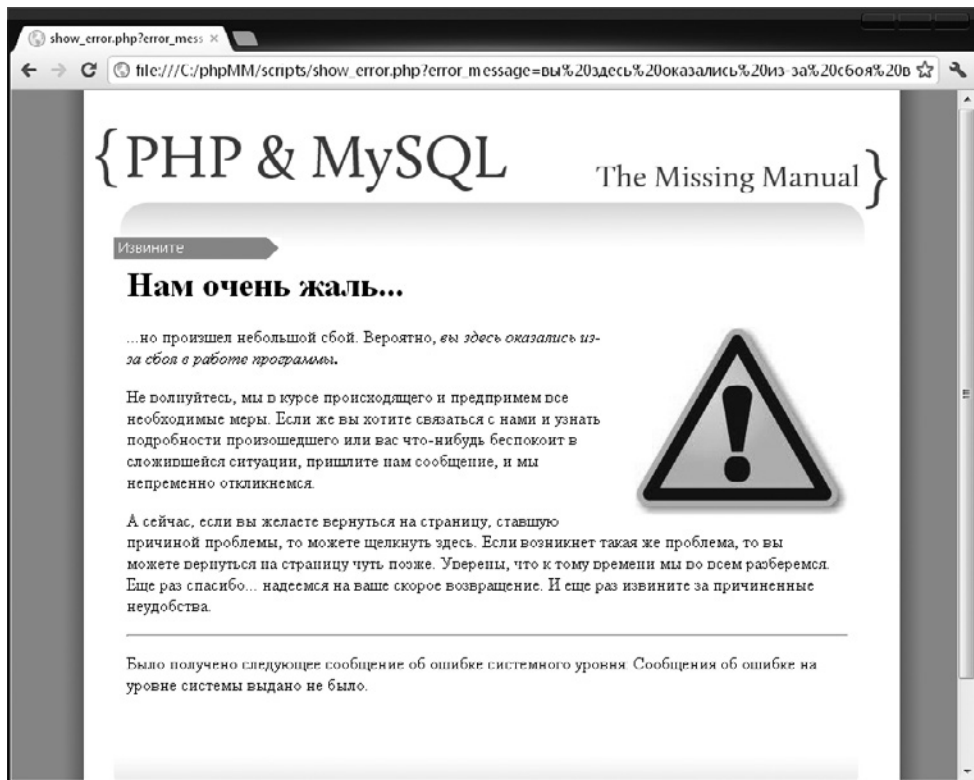 show_error.php?error_mess
file:///C:/phpMM/scripts/show_error.php?error_message=вы%20здесь%20оказались%20из-за%20сбоя%20в
{PHP & MySQL
The Missing Manual}
Извините
Нам очень жаль...
...но произошел небольшой сбой. Вероятно, вы здесь оказались из-
за сбоя в работе программы.
Не волнуйтесь, мы в курсе происходящего и предпримем все
необходимые меры. Если же вы хотите связаться с нами и узнать
подробности произошедшего или вас что-нибудь беспокоит в
сложившейся ситуации, пришлите нам сообщение, и мы
непременно откликнемся.
А сейчас, если вы желаете вернуться на страницу, ставшую
причиной проблемы, то можете щелкнуть здесь. Если возникнет такая же проблема, то вы
можете вернуться на страницу чуть позже. Уверены, что к тому времени мы во всем разберемся.
Еще раз спасибо... надеемся на ваше скорое возвращение. И еще раз извините за причиненные
неудобства.
Было получено следующее сообщение об ошибке системного уровня: Сообщения об ошибке на
уровне системы выдано не было.